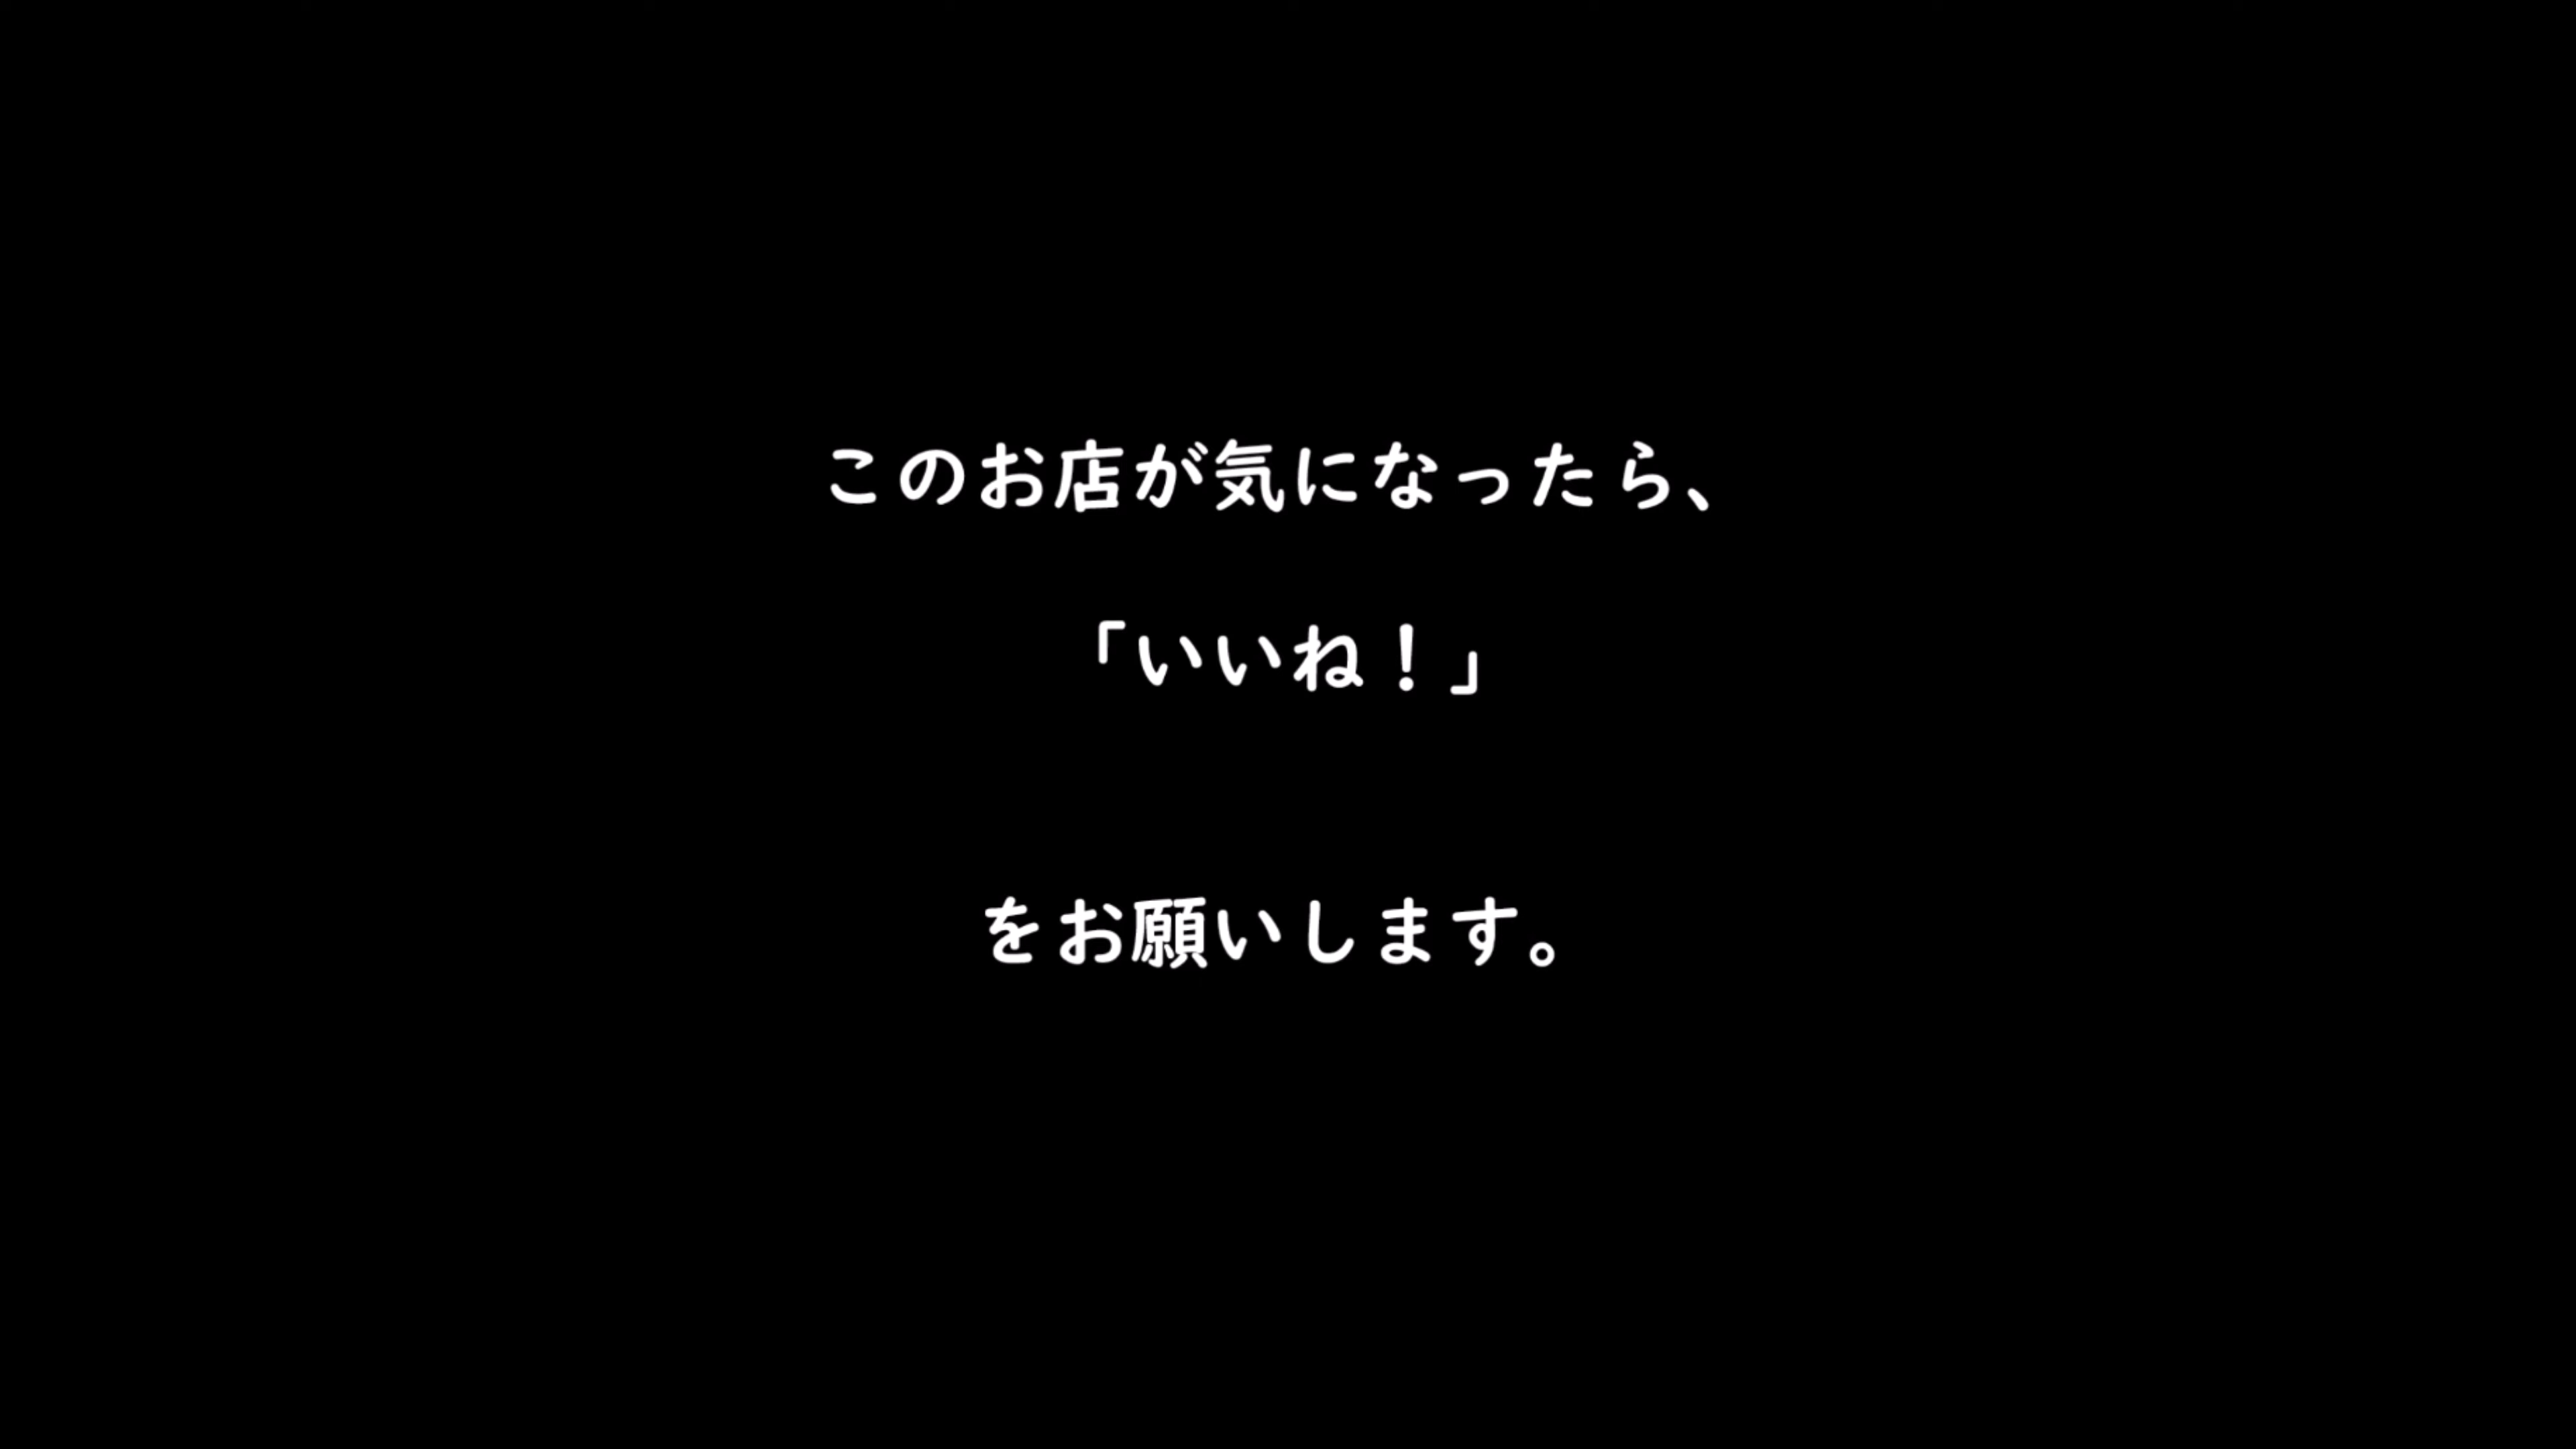 このお店が気になったら、
「いいね！」
をお願いします。